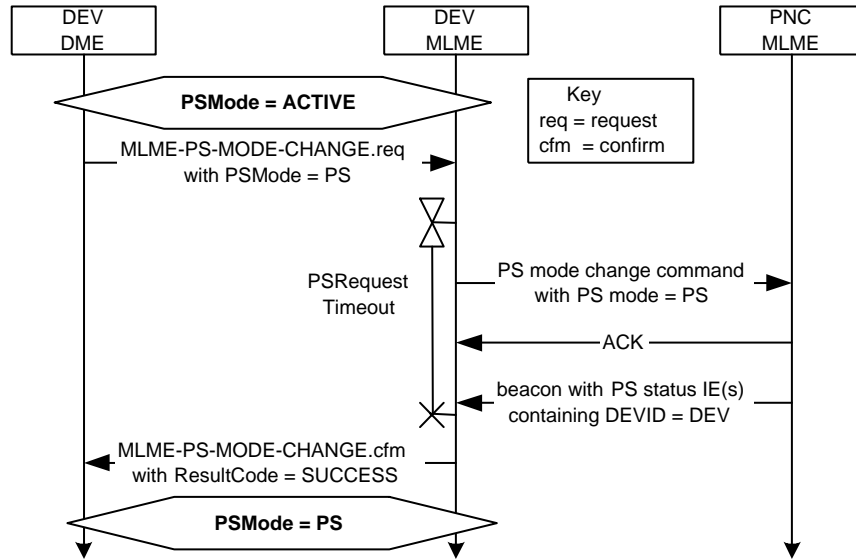 DEV
DME
DEV
MLME
PNC
MLME
PSMode = ACTIVE
Key
req = request
cfm = confirm
MLME-PS-MODE-CHANGE.req
with PSMode = PS
PSRequest
Timeout
PS mode change command
with PS mode = PS
ACK
beacon with PS status IE(s)
containing DEVID = DEV
MLME-PS-MODE-CHANGE.cfm
with ResultCode = SUCCESS
PSMode = PS